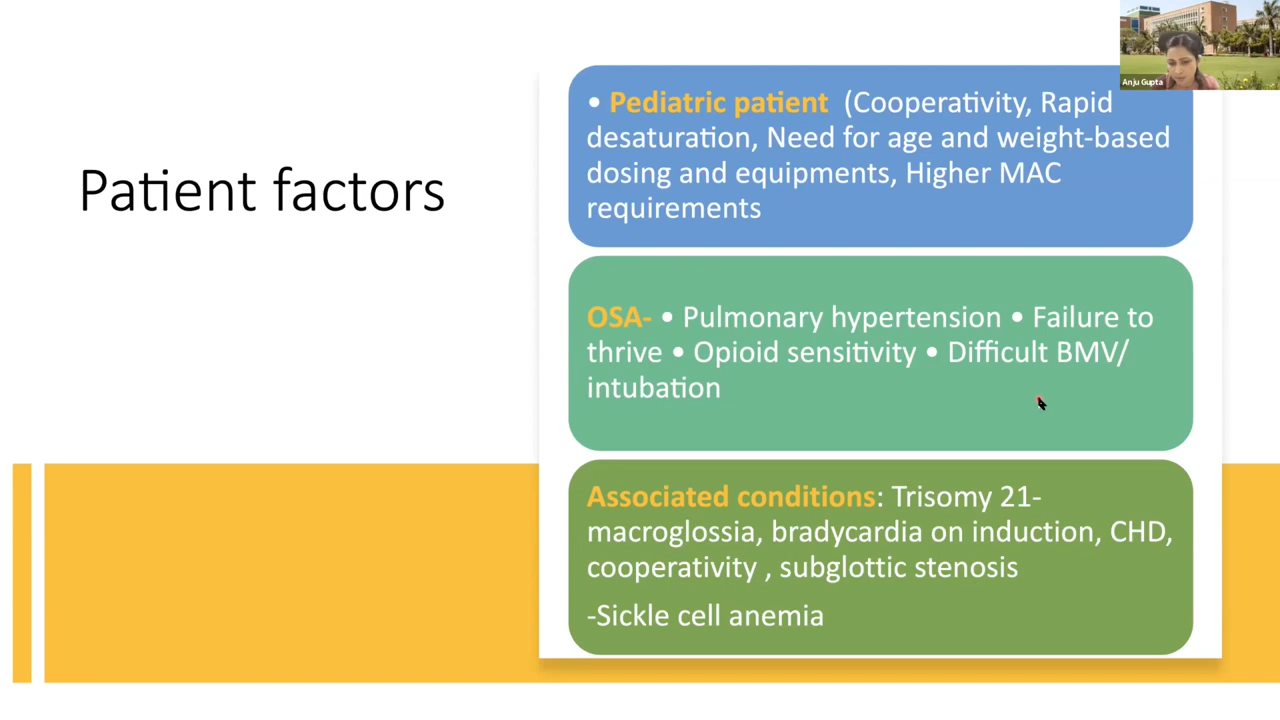 Patient factors
• Pediatric patient (Cooperativity, Rapid
desaturation, Need for age and weight-based
dosing and equipments, Higher MAC
requirements
OSA- • Pulmonary hypertension • Failure to
thrive • Opioid sensitivity • Difficult BMV/
intubation
Associated conditions: Trisomy 21-
macroglossia, bradycardia on induction, CHD,
cooperativity , subglottic stenosis
-Sickle cell anemia
Anju Gupta